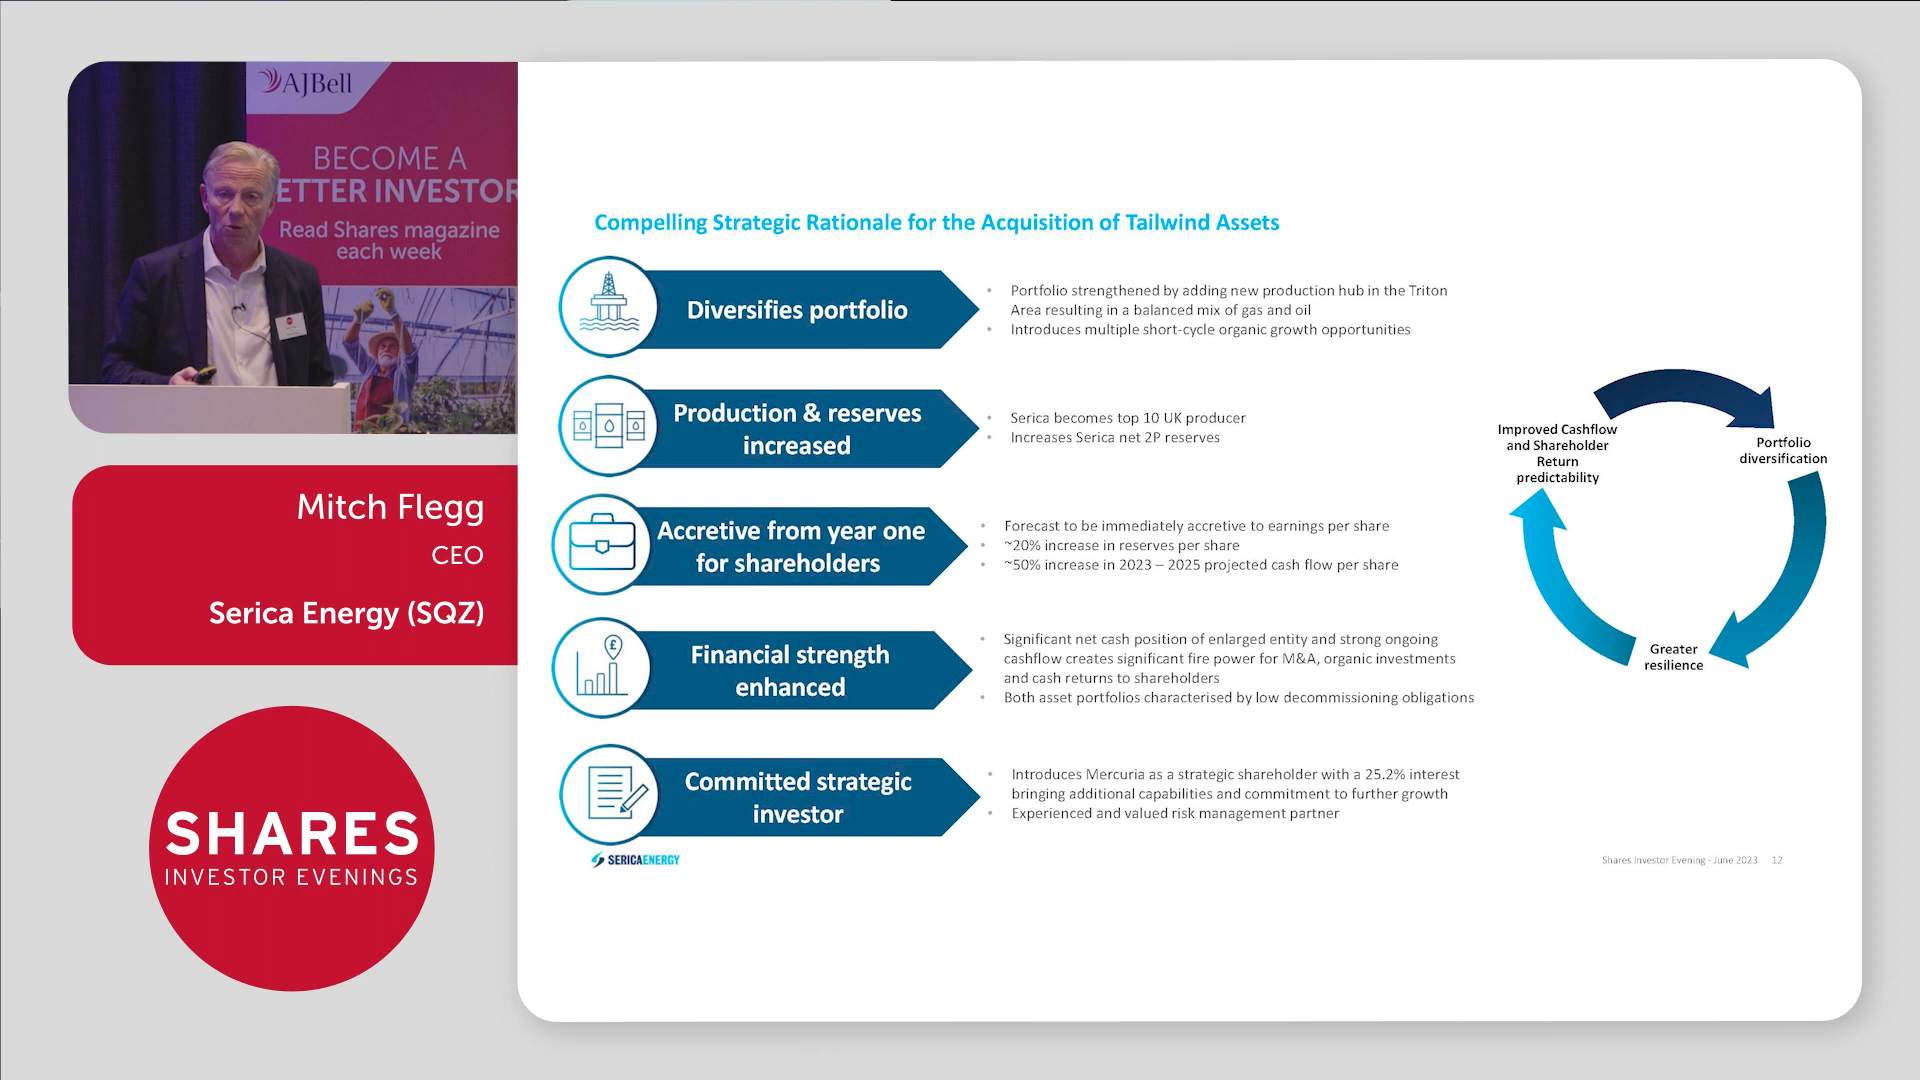 AJBell
BECOME A
ETTER INVESTOR
Read Shares magazine
each week
Mitch Flegg
CEO
Serica Energy (SQZ)
SHARES
INVESTOR EVENINGS
Compelling Strategic Rationale for the Acquisition of Tailwind Assets
Diversifies portfolio
• Portfolio strengthened by adding new production hub in the Triton
Area resulting in a balanced mix of gas and oil
• Introduces multiple short-cycle organic growth opportunities
Production & reserves
increased
• Serica becomes top 10 UK producer
• Increases Serica net 2P reserves
Accretive from year one
for shareholders
• Forecast to be immediately accretive to earnings per share
• ~20% increase in reserves per share
• ~50% increase in 2023 – 2025 projected cash flow per share
£
Financial strength
enhanced
• Significant net cash position of enlarged entity and strong ongoing
cashflow creates significant fire power for M&A, organic investments
and cash returns to shareholders
• Both asset portfolios characterised by low decommissioning obligations
Committed strategic
investor
• Introduces Mercuria as a strategic shareholder with a 25.2% interest
bringing additional capabilities and commitment to further growth
• Experienced and valued risk management partner
Improved Cashflow
and Shareholder
Return
predictability
Portfolio
diversification
Greater
resilience
SERICAENERGY
Shares Investor Evening - June 2023 12